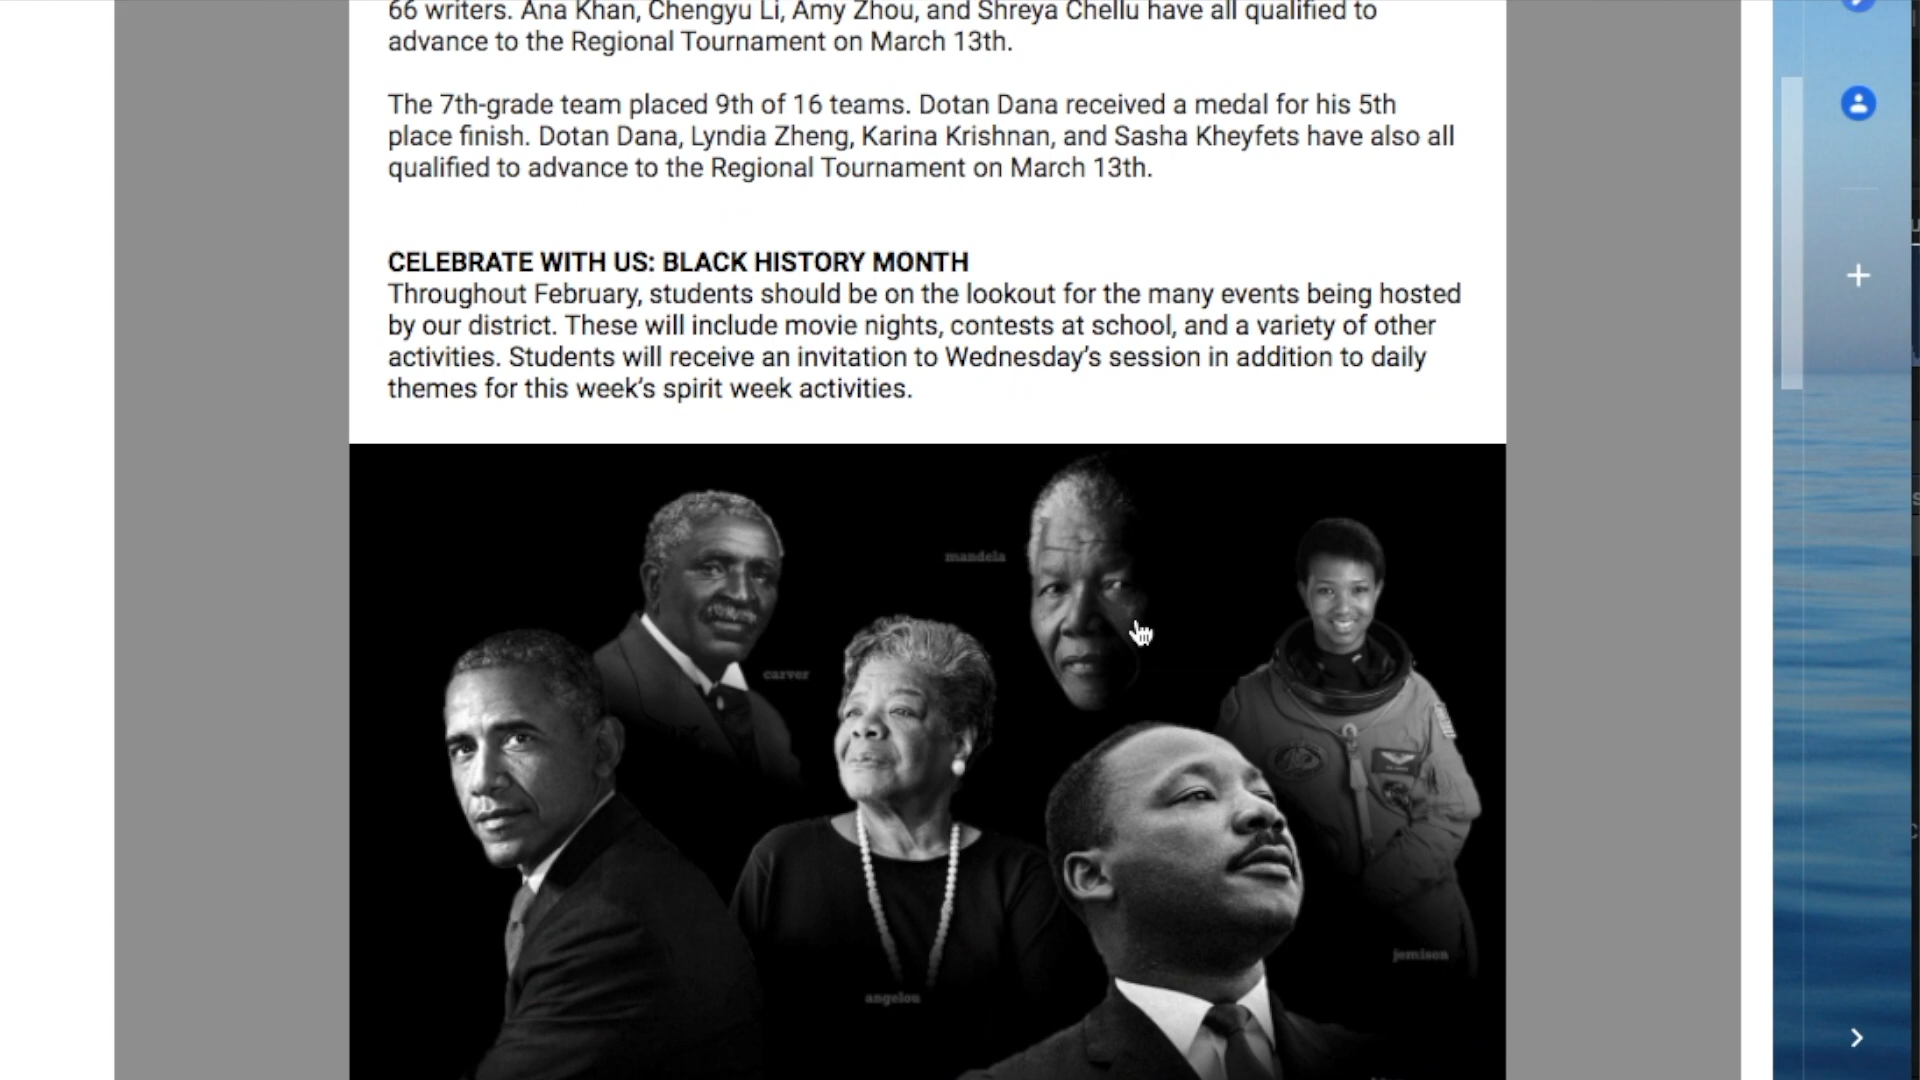 66 writers. Ana Khan, Chengyu Li, Amy Zhou, and Shreya Chellu have all qualified to
advance to the Regional Tournament on March 13th.
The 7th-grade team placed 9th of 16 teams. Dotan Dana received a medal for his 5th
place finish. Dotan Dana, Lyndia Zheng, Karina Krishnan, and Sasha Kheyfets have also all
qualified to advance to the Regional Tournament on March 13th.
CELEBRATE WITH US: BLACK HISTORY MONTH
Throughout February, students should be on the lookout for the many events being hosted
by our district. These will include movie nights, contests at school, and a variety of other
activities. Students will receive an invitation to Wednesday's session in addition to daily
themes for this week's spirit week activities.
mandela
carver
jemison
angelou